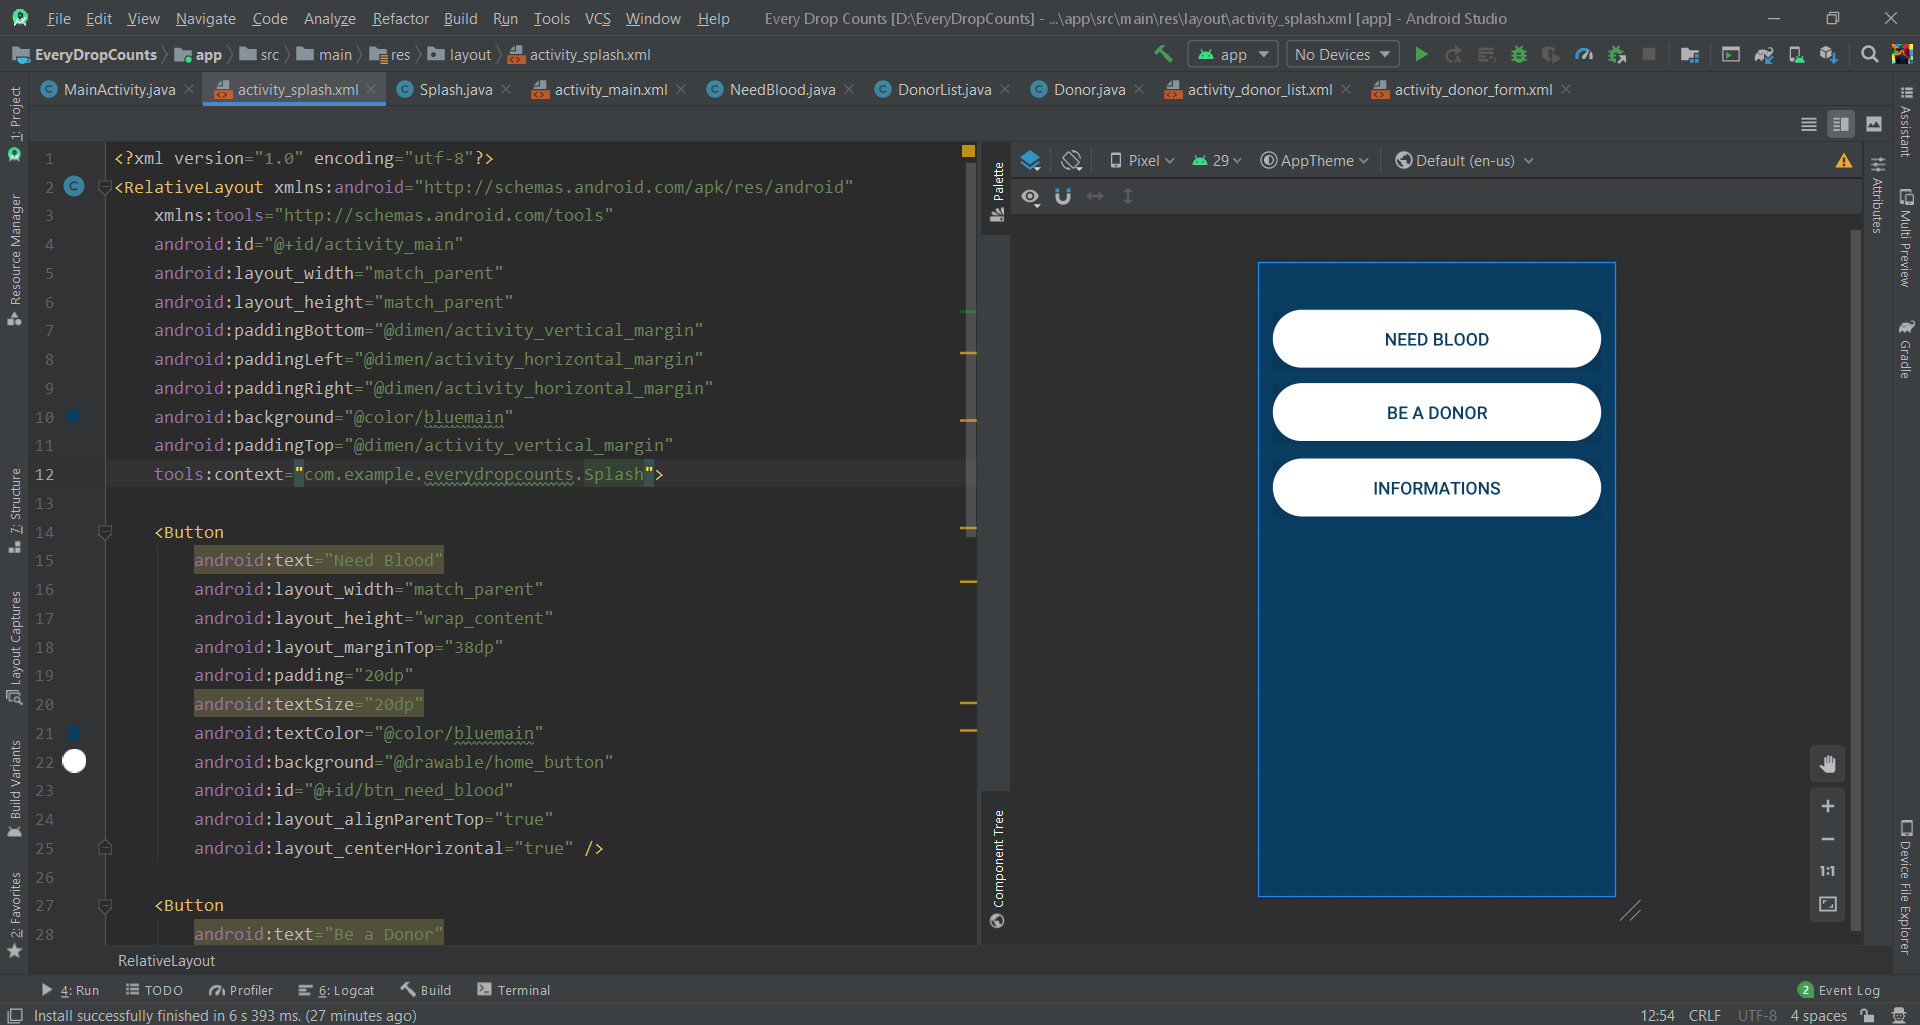 File Edit View Navigate Code Analyze Refactor Build Run Tools VCS Window Help Every Drop Counts [D:\EveryDropCounts] - ...\app\src\main\res\layout\activity_splash.xml [app] - Android Studio
EveryDropCounts app src main res layout activity_splash.xml app No Devices
MainActivity.java activity_splash.xml Splash.java activity_main.xml NeedBlood.java DonorList.java Donor.java activity_donor_list.xml activity_donor_form.xml
1: Project
Resource Manager
7: Structure
Layout Captures
Build Variants
2: Favorites
1 <?xml version="1.0" encoding="utf-8"?>
2 <RelativeLayout xmlns:android="http://schemas.android.com/apk/res/android"
3 xmlns:tools="http://schemas.android.com/tools"
4 android:id="@+id/activity_main"
5 android:layout_width="match_parent"
6 android:layout_height="match_parent"
7 android:paddingBottom="@dimen/activity_vertical_margin"
8 android:paddingLeft="@dimen/activity_horizontal_margin"
9 android:paddingRight="@dimen/activity_horizontal_margin"
10 android:background="@color/bluemain"
11 android:paddingTop="@dimen/activity_vertical_margin"
12 tools:context="com.example.everydropcounts.Splash">
13
14 <Button
15 android:text="Need Blood"
16 android:layout_width="match_parent"
17 android:layout_height="wrap_content"
18 android:layout_marginTop="38dp"
19 android:padding="20dp"
20 android:textSize="20dp"
21 android:textColor="@color/bluemain"
22 android:background="@drawable/home_button"
23 android:id="@+id/btn_need_blood"
24 android:layout_alignParentTop="true"
25 android:layout_centerHorizontal="true" />
26
27 <Button
28 android:text="Be a Donor"
RelativeLayout
Palette
Component Tree
Pixel 29 AppTheme Default (en-us)
NEED BLOOD
BE A DONOR
INFORMATIONS
1:1
Attributes
Assistant
Multi Preview
Gradle
Device File Explorer
4: Run TODO Profiler 6: Logcat Build Terminal 2 Event Log
Install successfully finished in 6 s 393 ms. (27 minutes ago) 12:54 CRLF UTF-8 4 spaces